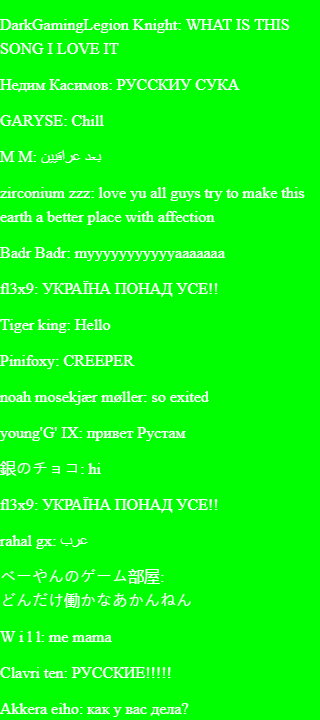 DarkGamingLegion Knight: WHAT IS THIS
SONG I LOVE IT
Недим Касимов: РУССКИУ СУКА
GARYSE: Chill
M M: بعد عراقيين
zirconium zzz: love yu all guys try to make this
earth a better place with affection
Badr Badr: myyyyyyyyyyaaaaaaa
fl3x9: УКРАЇНА ПОНАД УСЕ!!
Tiger king: Hello
Pinifoxy: CREEPER
noah mosekjær møller: so exited
young'G' IX: привет Рустам
銀のチョコ: hi
fl3x9: УКРАЇНА ПОНАД УСЕ!!
rahal gx: عرب
べーやんのゲーム部屋:
どんだけ働かなあかんねん
W i l l: me mama
Clavri ten: РУССКИЕ!!!!!
Akkera eiho: как у вас дела?